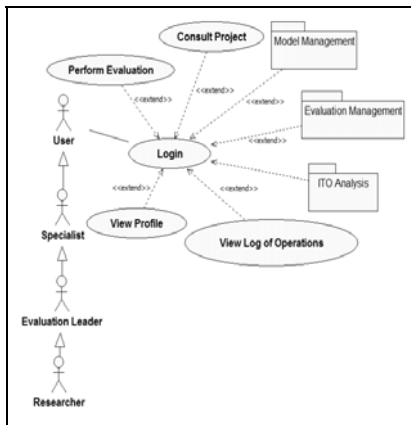 Consult Project
Model Management
Perform Evaluation
<<extend>>
<<extend>>
<<extend>>
Evaluation Management
<<extend>>
User
Login
ITO Analysis
<<extend>>
<<extend>>
<<extend>>
View Profile
View Log of Operations
Specialist
Evaluation Leader
Researcher